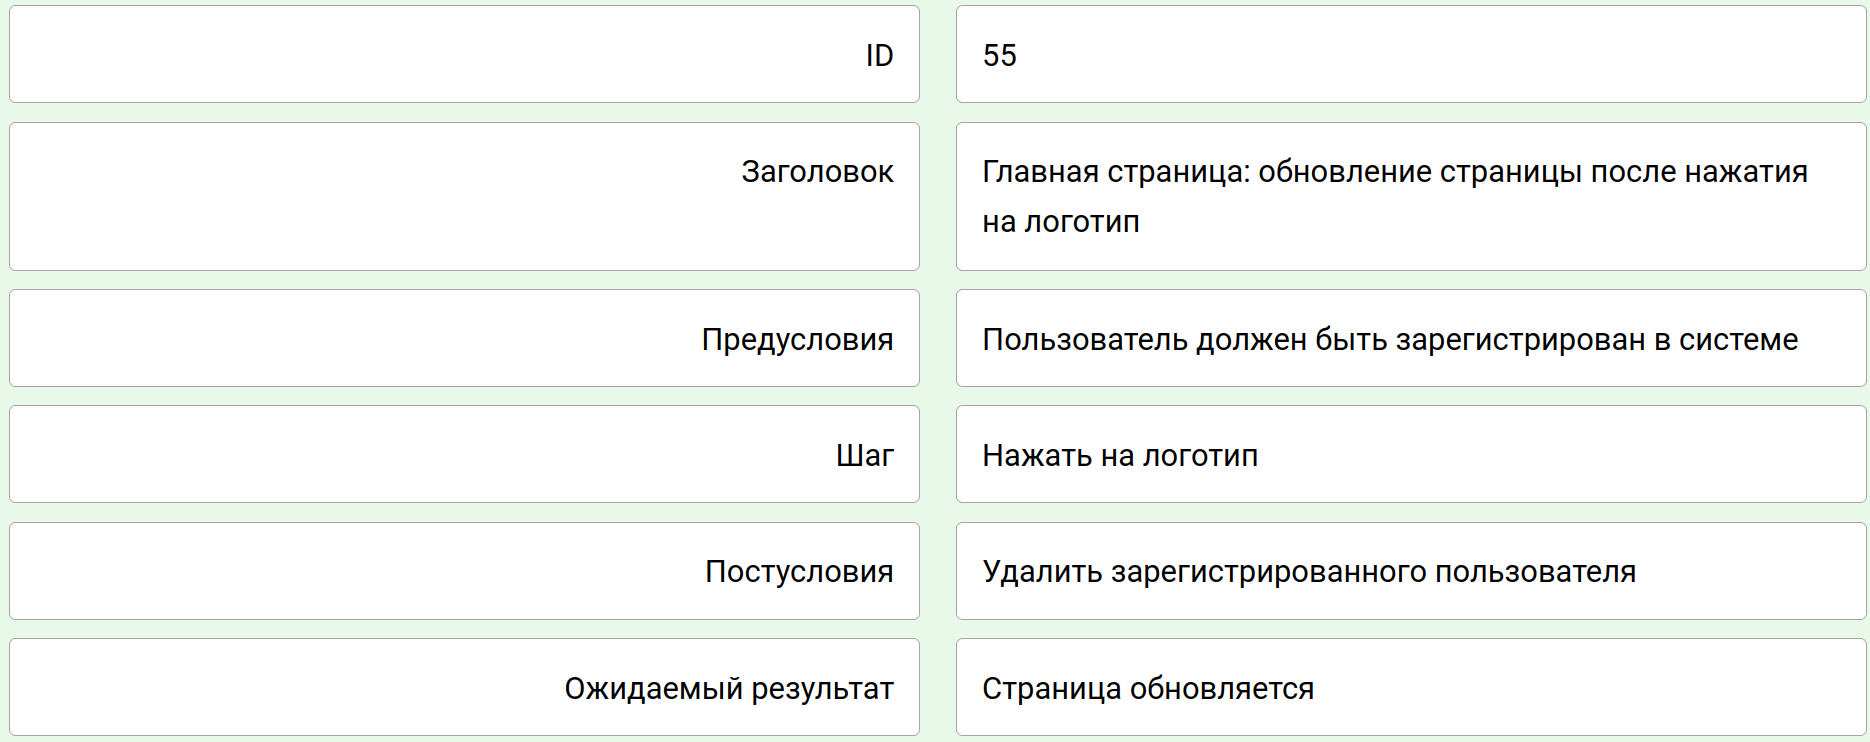 ID
55
Заголовок
Главная страница: обновление страницы после нажатия
на логотип
Предусловия
Пользователь должен быть зарегистрирован в системе
Шаг
Нажать на логотип
Постусловия
Удалить зарегистрированного пользователя
Ожидаемый результат
Страница обновляется